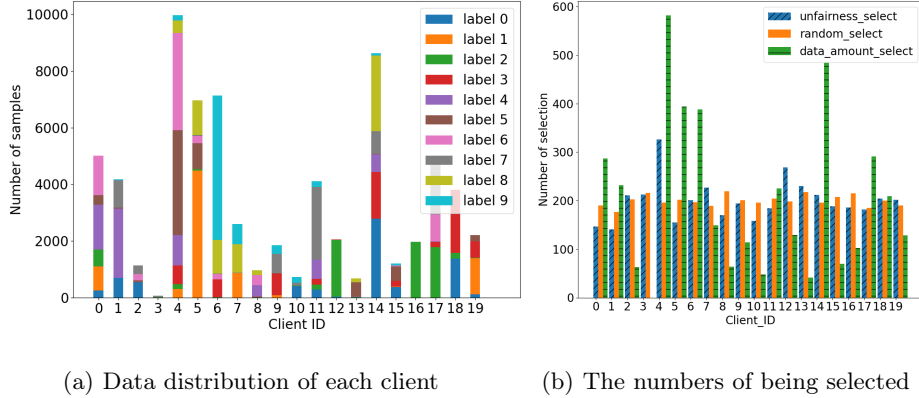 10000
8000
6000
4000
2000
0
Number of samples
label 0
label 1
label 2
label 3
label 4
label 5
label 6
label 7
label 8
label 9
0 1 2 3 4 5 6 7 8 9 10 11 12 13 14 15 16 17 18 19
Client ID
(a) Data distribution of each client
600
500
400
300
200
100
0
Number of selection
unfairness_select
random_select
data_amount_select
0 1 2 3 4 5 6 7 8 9 10 11 12 13 14 15 16 17 18 19
Client_ID
(b) The numbers of being selected